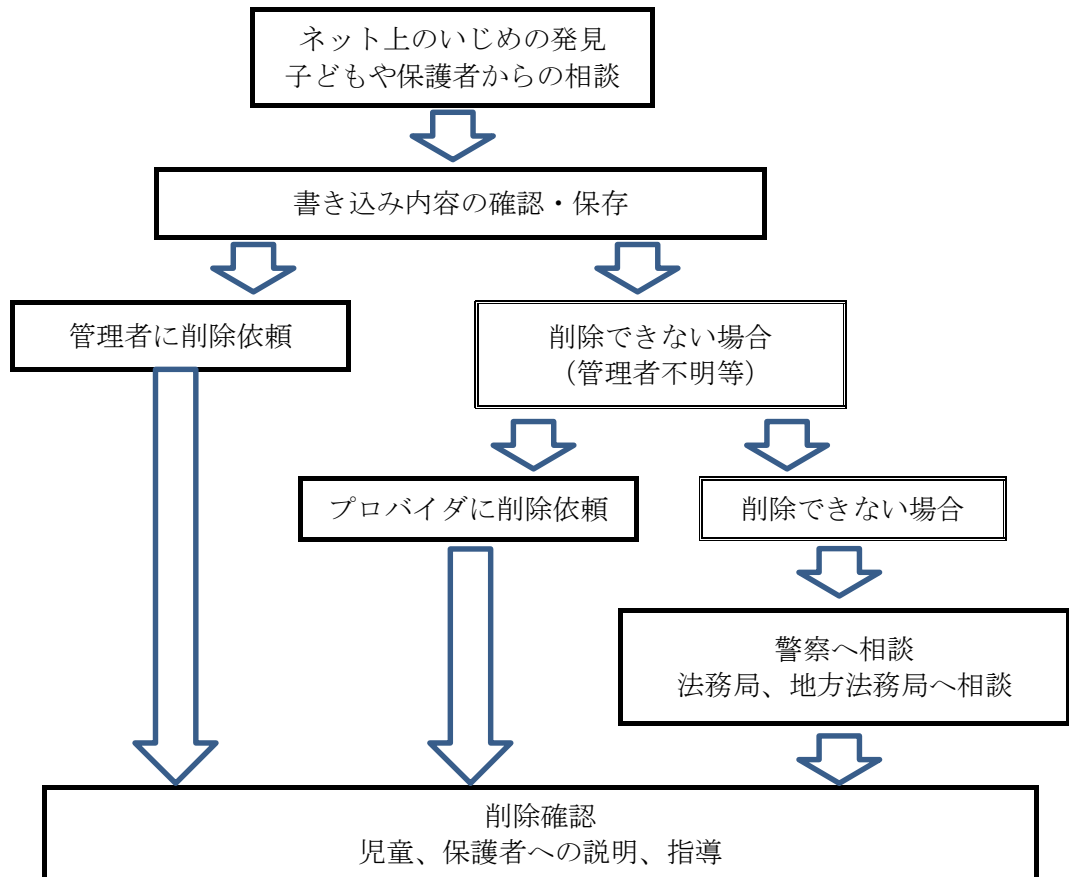 ネット上のいじめの発見
子どもや保護者からの相談
書き込み内容の確認・保存
管理者に削除依頼
削除できない場合
（管理者不明等）
プロバイダに削除依頼
削除できない場合
警察へ相談
法務局、地方法務局へ相談
削除確認
児童、保護者への説明、指導